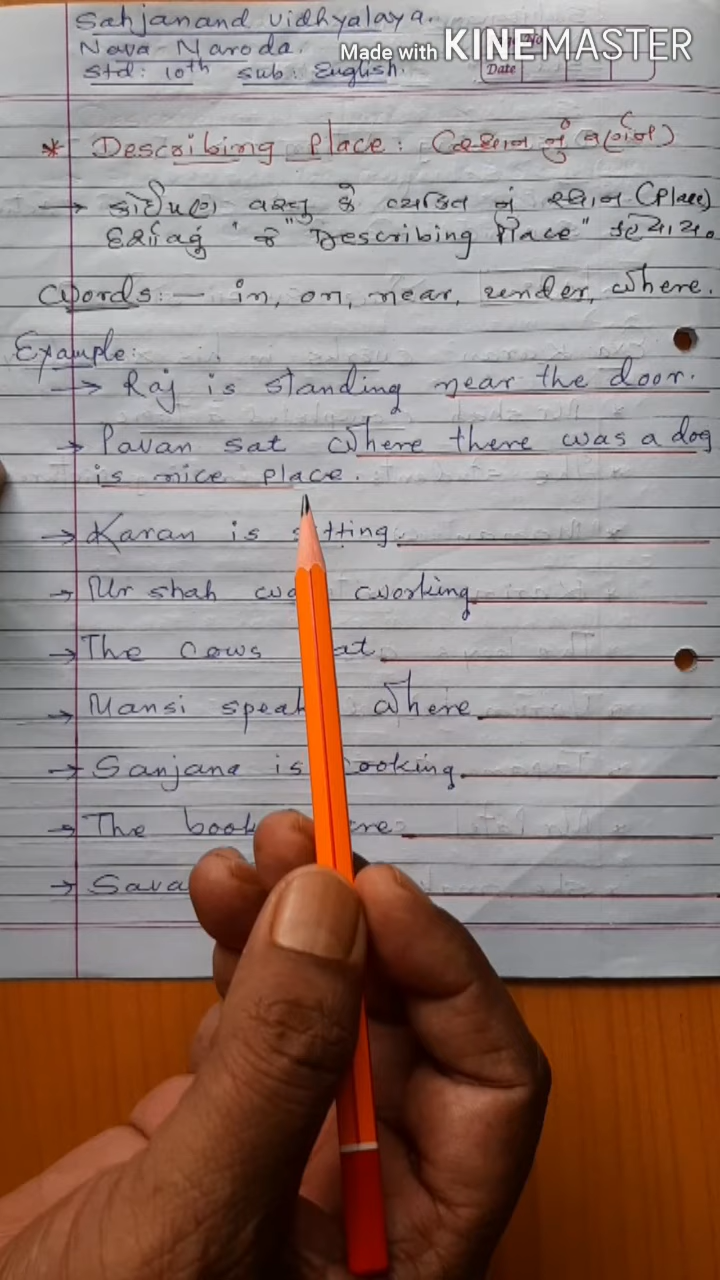 Sahjanand Vidhyalaya.
Nava Naroda.
Made with KINEMASTER
Std: 10th Sub: English.
Date
* Describing Place: (સ્થાન નું વર્ણન)
→ કોઈપણ વસ્તુ કે વ્યક્તિ નું સ્થાન (Place)
દર્શાવવું " કે "Describing Place" કહેવાય.
Words:— in, on, near, under, where.
Example:
→ Raj is standing near the door.
→ Pavan sat where there was a dog
is nice place.
→ Karan is sitting
→ Mr shah working
→ The Cows
→ Mansi where
→ Sanjana is cooking
→ The
→